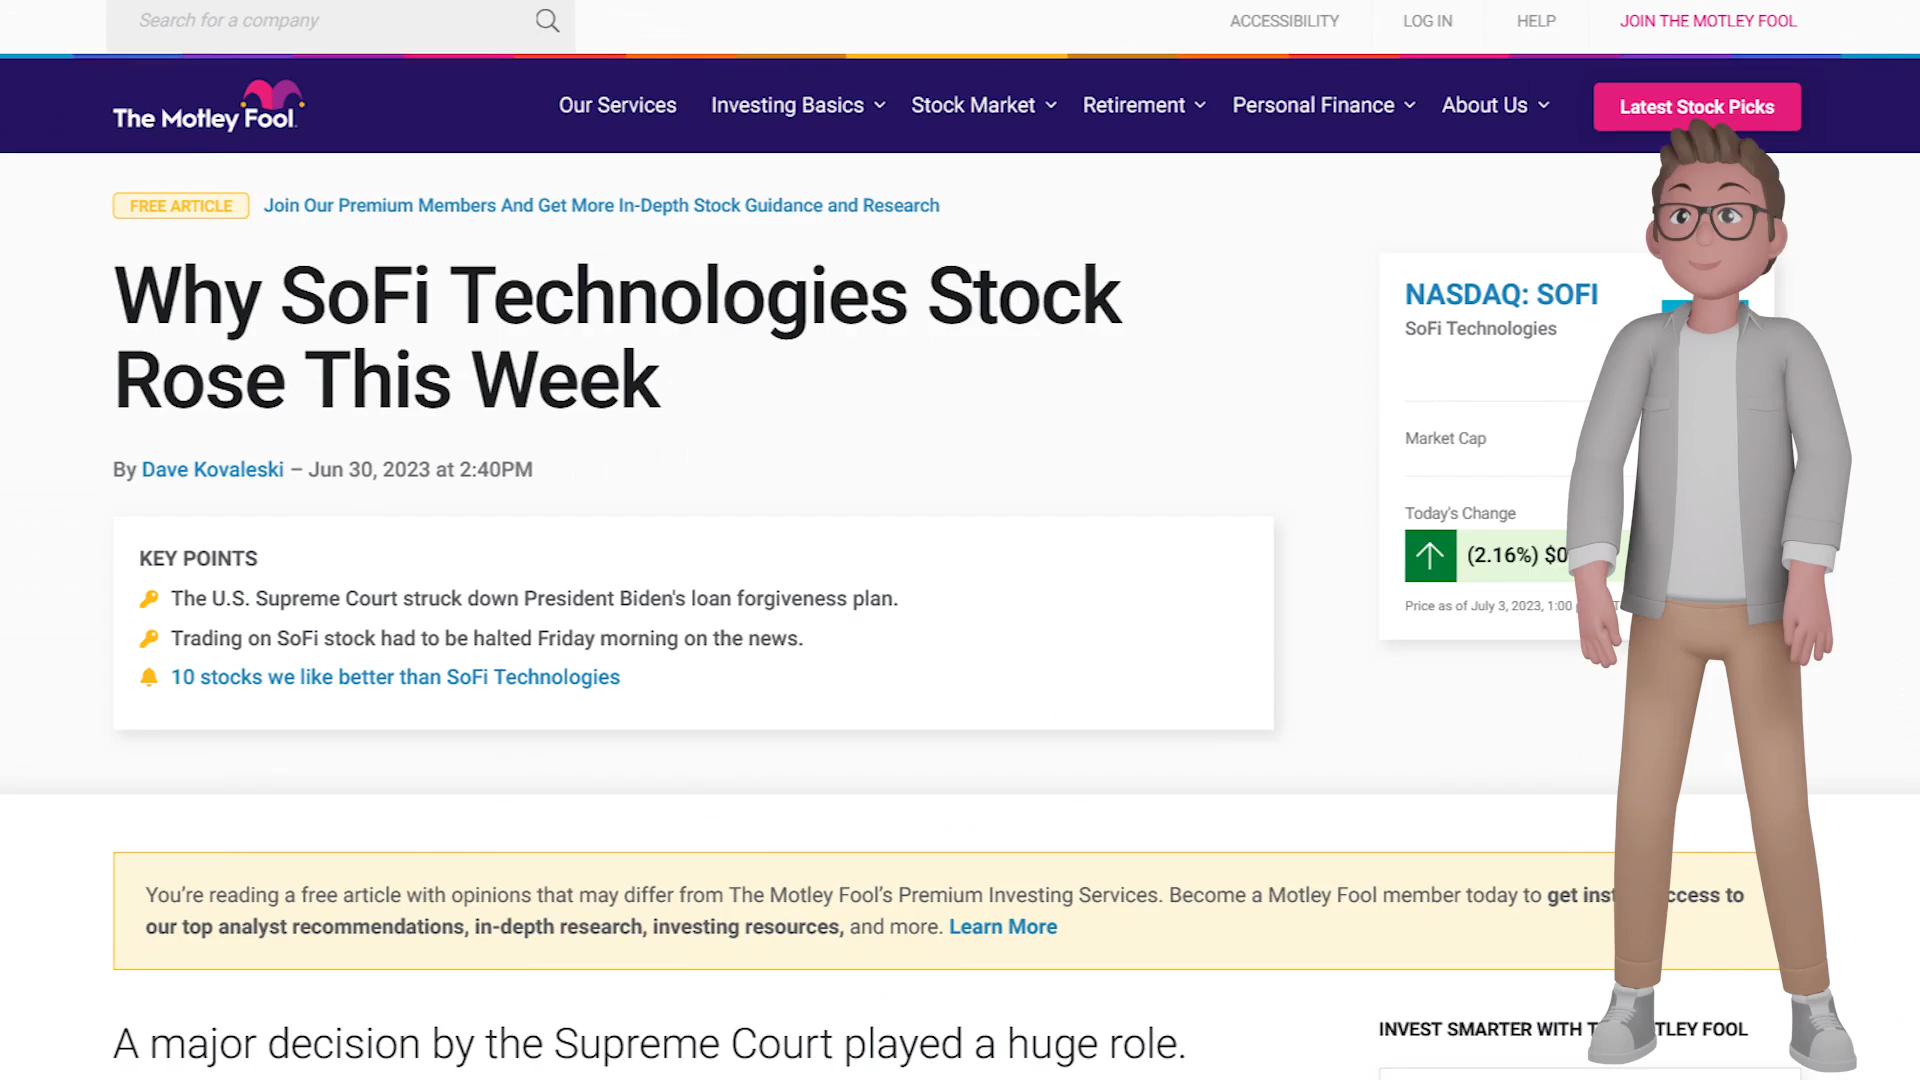 Search for a company
ACCESSIBILITY
LOG IN
HELP
JOIN THE MOTLEY FOOL
The Motley Fool.
Our Services
Investing Basics
Stock Market
Retirement
Personal Finance
About Us
Latest Stock Picks
FREE ARTICLE
Join Our Premium Members And Get More In-Depth Stock Guidance and Research
Why SoFi Technologies Stock
Rose This Week
By Dave Kovaleski – Jun 30, 2023 at 2:40PM
KEY POINTS
The U.S. Supreme Court struck down President Biden's loan forgiveness plan.
Trading on SoFi stock had to be halted Friday morning on the news.
10 stocks we like better than SoFi Technologies
NASDAQ: SOFI
SoFi Technologies
Market Cap
Today's Change
(2.16%) $0
Price as of July 3, 2023, 1:00
You’re reading a free article with opinions that may differ from The Motley Fool’s Premium Investing Services. Become a Motley Fool member today to get
our top analyst recommendations, in-depth research, investing resources, and more. Learn More
A major decision by the Supreme Court played a huge role.
INVEST SMARTER WITH FOOL